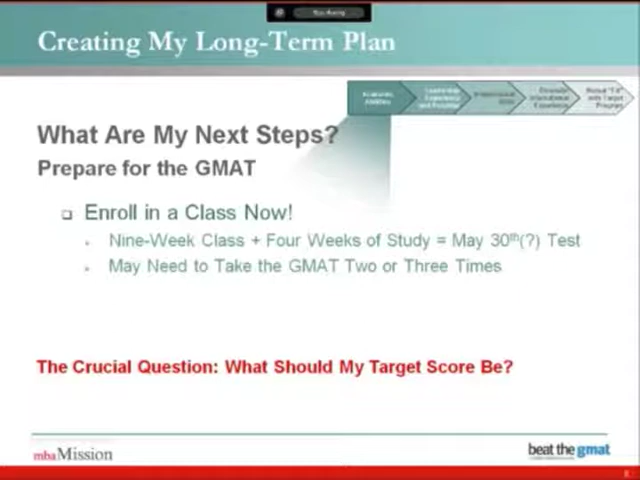 Creating My Long-Term Plan
Academic Abilities
What Are My Next Steps?
Prepare for the GMAT
Enroll in a Class Now!
Nine-Week Class + Four Weeks of Study = May 30th(?) Test
May Need to Take the GMAT Two or Three Times
The Crucial Question: What Should My Target Score Be?
mbaMission
beat the gmat